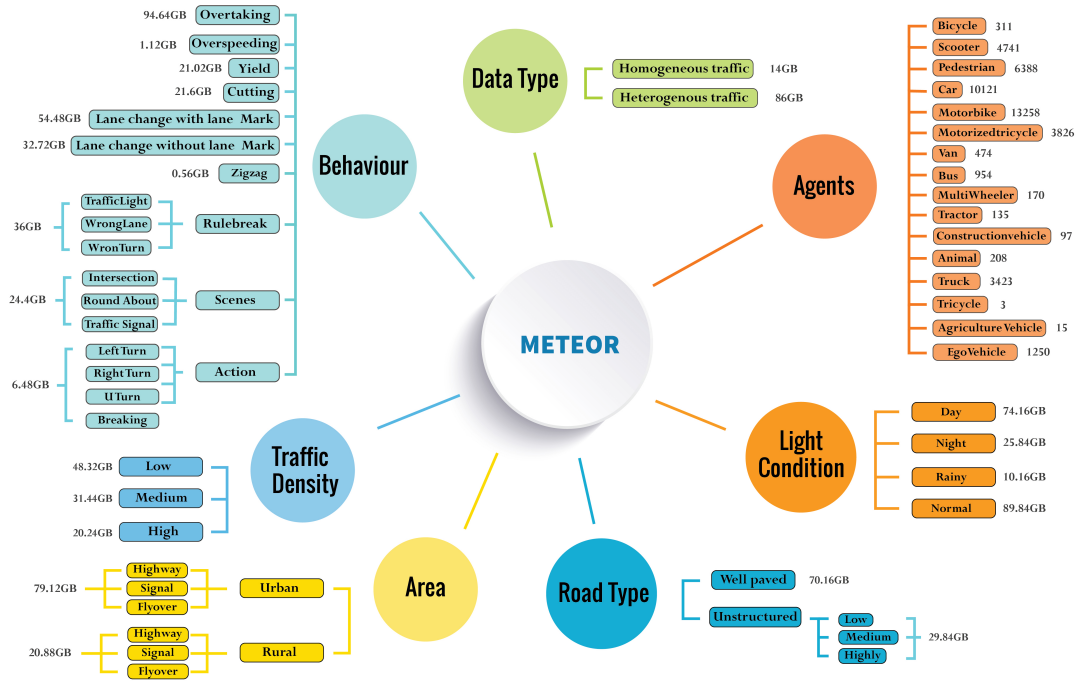 94.64GB Overtaking
1.12GB Overspeeding
21.02GB Yield
21.6GB Cutting
54.48GB Lane change with lane Mark
32.72GB Lane change without lane Mark
0.56GB Zigzag
TrafficLight
36GB WrongLane Rulebreak
WronTurn
Intersection
24.4GB Round About Scenes
Traffic Signal
Left Turn
Right Turn Action
6.48GB
U Turn
Breaking
Behaviour
Data Type
Homogeneous traffic 14GB
Heterogenous traffic 86GB
Agents
Bicycle 311
Scooter 4741
Pedestrian 6388
Car 10121
Motorbike 13258
Motorizedtricycle 3826
Van 474
Bus 954
MultiWheeler 170
Tractor 135
Constructionvehicle 97
Animal 208
Truck 3423
Tricycle 3
Agriculture Vehicle 15
EgoVehicle 1250
METEOR
Traffic
Density
48.32GB Low
31.44GB Medium
20.24GB High
Light
Condition
Day 74.16GB
Night 25.84GB
Rainy 10.16GB
Normal 89.84GB
Area
Highway
79.12GB Signal Urban
Flyover
Highway
20.88GB Signal Rural
Flyover
Road Type
Well paved 70.16GB
Unstructured
Low
Medium 29.84GB
Highly